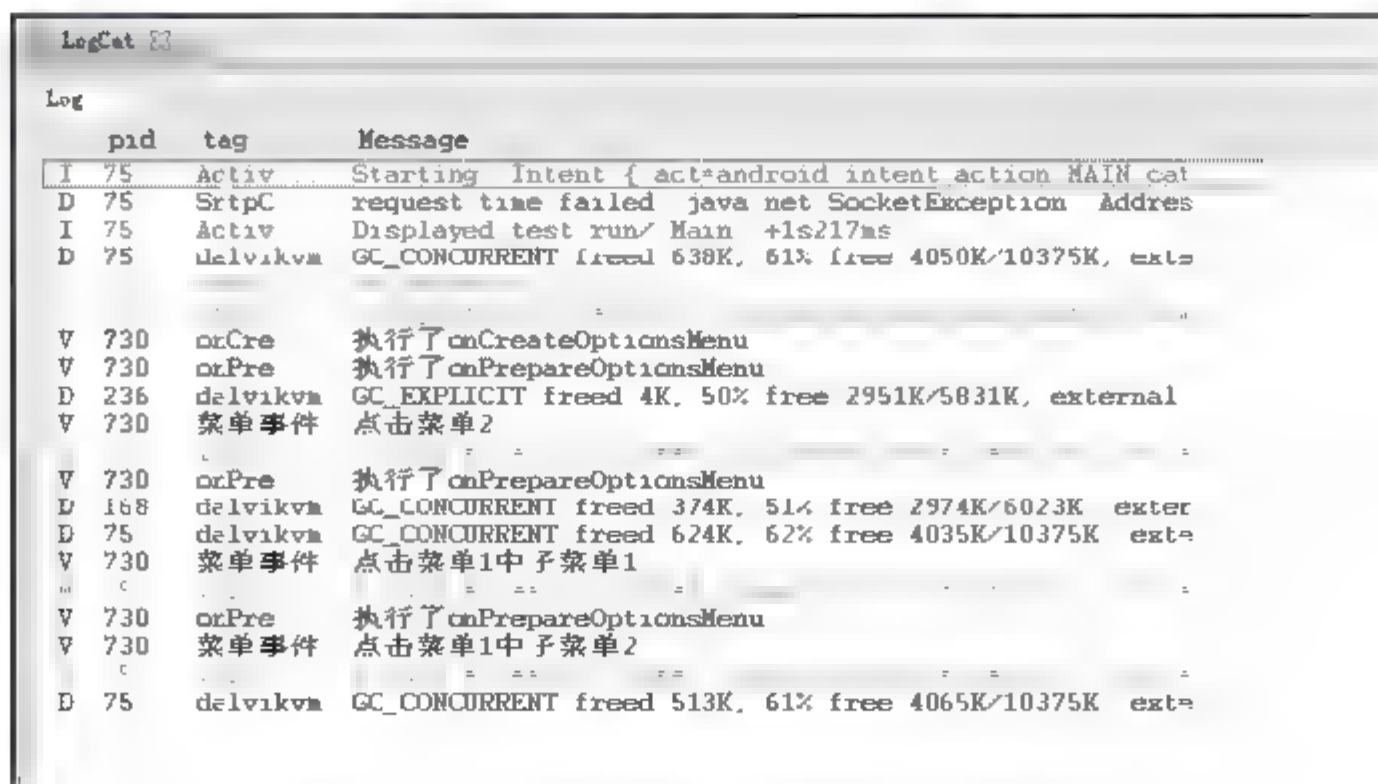 LogCat
Log
pid tag Message
I 75 Activ... Starting Intent { act=android intent action MAIN cat
D 75 SntpC request time failed java net SocketException Addres
I 75 Activ Displayed test run/ Main +1s217ms
D 75 dalvikvm GC_CONCURRENT freed 638K, 61% free 4050K/10375K, exte
V 730 onCre 执行了onCreateOptionsMenu
V 730 onPre 执行了onPrepareOptionsMenu
D 236 dalvikvm GC_EXPLICIT freed 4K, 50% free 2951K/5831K, external
V 730 菜单事件 点击菜单2
V 730 onPre 执行了onPrepareOptionsMenu
D 168 dalvikvm GC_CONCURRENT freed 374K, 51% free 2974K/6023K exter
D 75 dalvikvm GC_CONCURRENT freed 624K, 62% free 4035K/10375K exte
V 730 菜单事件 点击菜单1中子菜单1
V 730 onPre 执行了onPrepareOptionsMenu
V 730 菜单事件 点击菜单1中子菜单2
D 75 dalvikvm GC_CONCURRENT freed 513K, 61% free 4065K/10375K exte